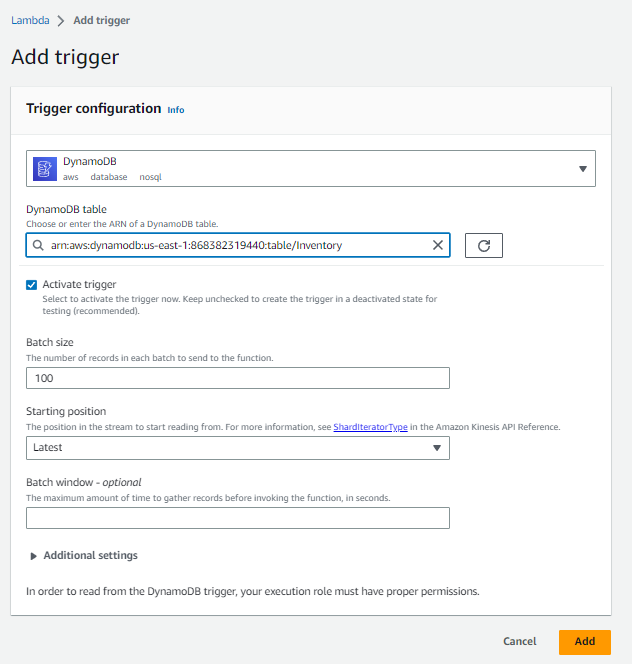 Lambda > Add trigger
Add trigger
Trigger configuration Info
DynamoDB
aws database nosql
DynamoDB table
Choose or enter the ARN of a DynamoDB table.
arn:aws:dynamodb:us-east-1:868382319440:table/Inventory
Activate trigger
Select to activate the trigger now. Keep unchecked to create the trigger in a deactivated state for
testing (recommended).
Batch size
The number of records in each batch to send to the function.
100
Starting position
The position in the stream to start reading from. For more information, see ShardIteratorType in the Amazon Kinesis API Reference.
Latest
Batch window - optional
The maximum amount of time to gather records before invoking the function, in seconds.
Additional settings
In order to read from the DynamoDB trigger, your execution role must have proper permissions.
Cancel Add